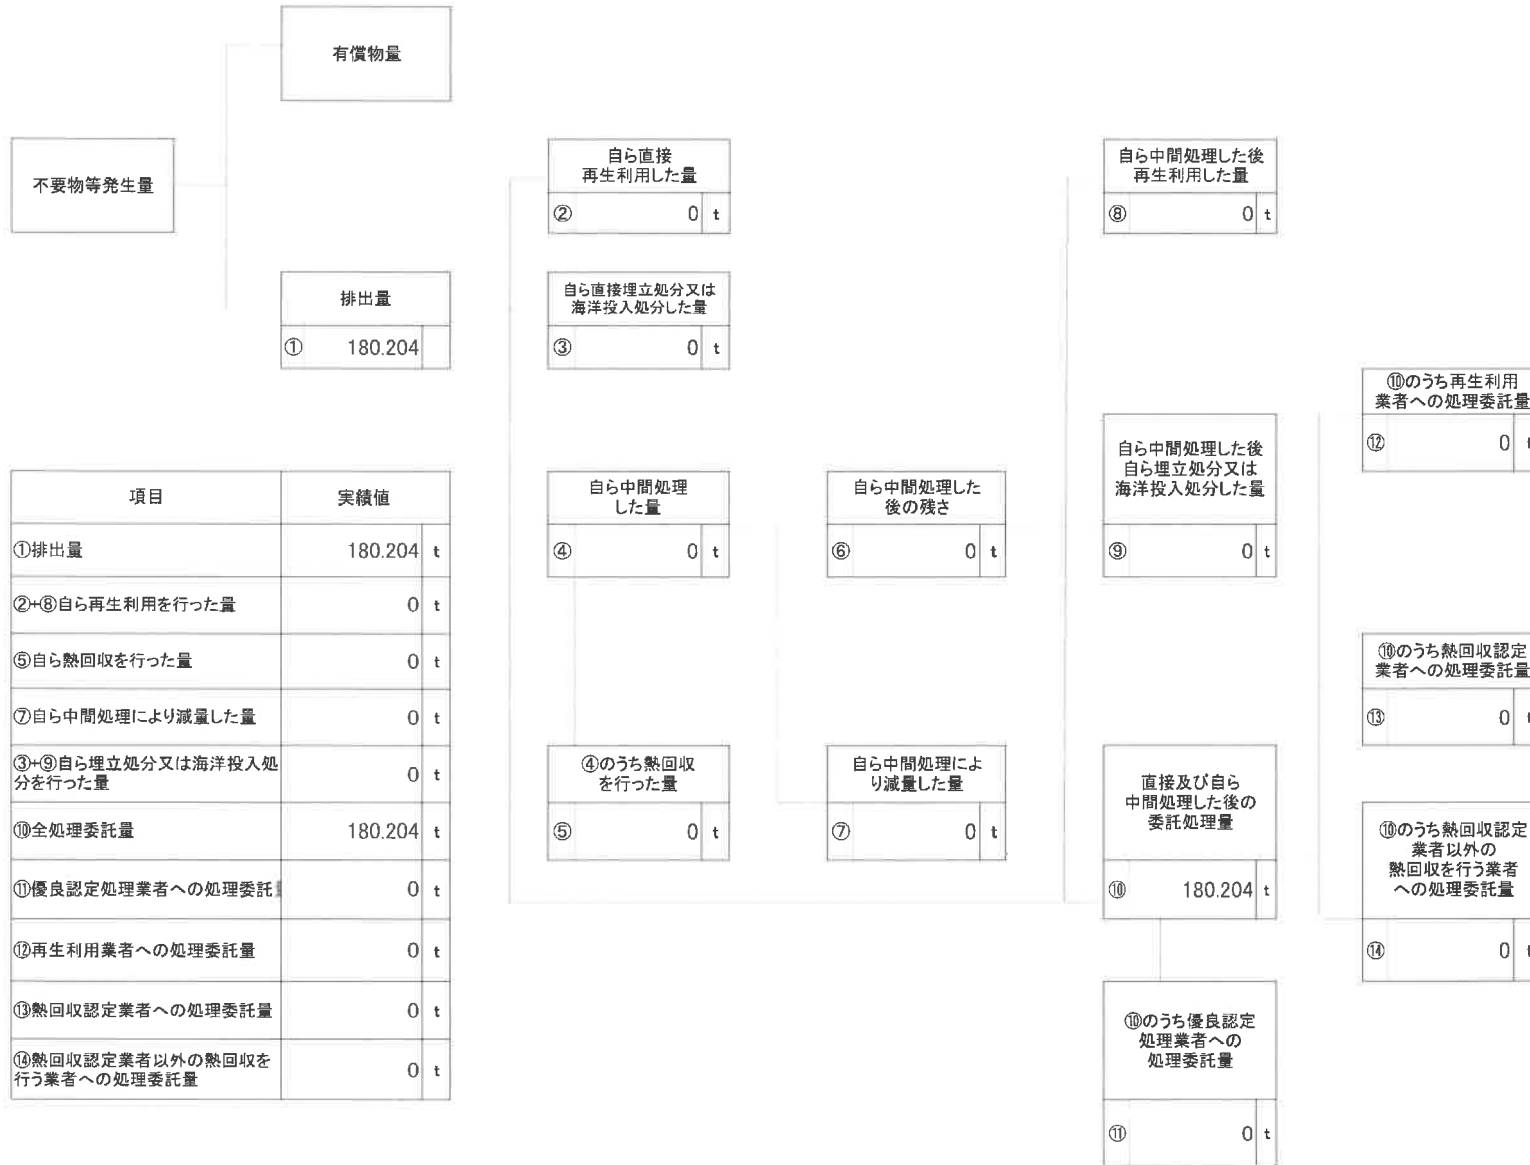 有償物量
不要物等発生量
排出量
① 180.204
自ら直接
再生利用した量
② 0 t
自ら直接埋立処分又は
海洋投入処分した量
③ 0 t
自ら中間処理した後
再生利用した量
⑧ 0 t
自ら中間処理
した量
④ 0 t
自ら中間処理した
後の残さ
⑥ 0 t
自ら中間処理した後
自ら埋立処分又は
海洋投入処分した量
⑨ 0 t
⑩のうち再生利用
業者への処理委託量
⑫ 0 t
④のうち熱回収
を行った量
⑤ 0 t
自ら中間処理によ
り減量した量
⑦ 0 t
直接及び自ら
中間処理した後の
委託処理量
⑩ 180.204 t
⑩のうち熱回収認定
業者への処理委託量
⑬ 0 t
⑩のうち熱回収認定
業者以外の
熱回収を行う業者
への処理委託量
⑭ 0 t
⑩のうち優良認定
処理業者への
処理委託量
⑪ 0 t
項目 実績値
①排出量 180.204 t
②+⑧自ら再生利用を行った量 0 t
⑤自ら熱回収を行った量 0 t
⑦自ら中間処理により減量した量 0 t
③+⑨自ら埋立処分又は海洋投入処
分を行った量 0 t
⑩全処理委託量 180.204 t
⑪優良認定処理業者への処理委託 0 t
⑫再生利用業者への処理委託量 0 t
⑬熱回収認定業者への処理委託量 0 t
⑭熱回収認定業者以外の熱回収を
行う業者への処理委託量 0 t